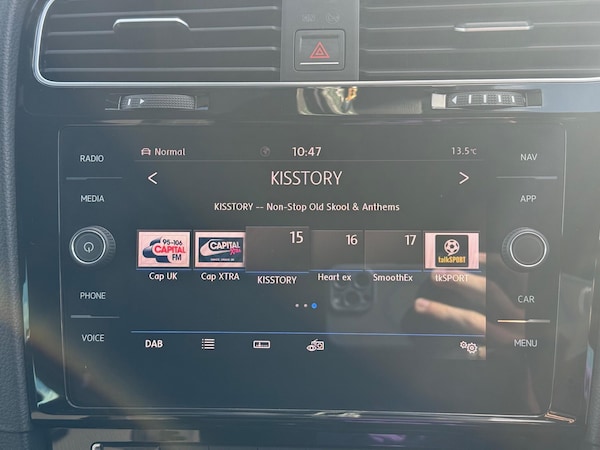 RADIO
MEDIA
PHONE
VOICE
Normal
10:47
13.5°C
< KISSTORY >
KISSTORY -- Non-Stop Old Skool & Anthems
95-106 CAPITAL FM
CAPITAL XTRA
15
16
17
talkSPORT
Cap UK
Cap XTRA
KISSTORY
Heart ex
SmoothEx
tkSPORT
DAB
NAV
APP
CAR
MENU